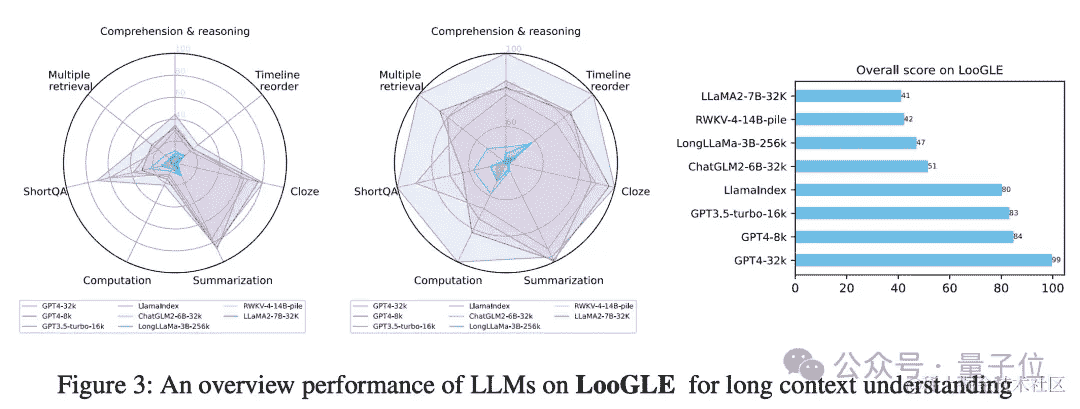 Comprehension & reasoning
100
Multiple
retrieval
Timeline
reorder
ShortQA
Cloze
Computation
Summarization
GPT4-32k
LlamaIndex
RWKV-4-14B-pile
GPT4-8k
ChatGLM2-6B-32k
LLaMA2-7B-32K
GPT3.5-turbo-16k
LongLLaMa-3B-256k
Comprehension & reasoning
100
Multiple
retrieval
Timeline
reorder
60
ShortQA
Cloze
Computation
Summarization
GPT4-32k
LlamaIndex
RWKV-4-14B-pile
GPT4-8k
ChatGLM2-6B-32k
LLaMA2-7B-32K
GPT3.5-turbo-16k
LongLLaMa-3B-256k
Overall score on LooGLE
LLaMA2-7B-32K 41
RWKV-4-14B-pile 42
LongLLaMa-3B-256k 47
ChatGLM2-6B-32k 51
LlamaIndex 80
GPT3.5-turbo-16k 83
GPT4-8k 84
GPT4-32k 99
0 20 40 60 80 100
公众号·量子位
Figure 3: An overview performance of LLMs on LooGLE for long context understanding